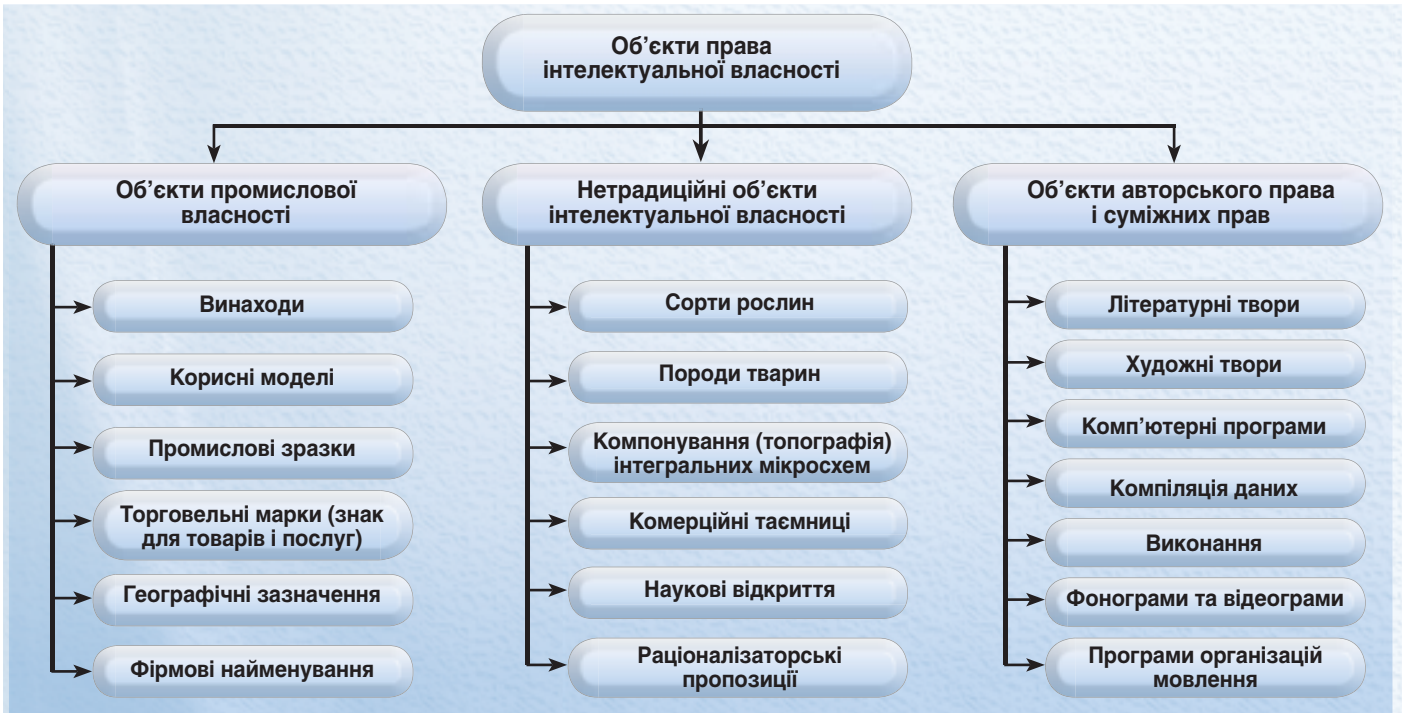 Об’єкти права
інтелектуальної власності
Об’єкти промислової
власності
Винаходи
Корисні моделі
Промислові зразки
Торговельні марки (знак
для товарів і послуг)
Географічні зазначення
Фірмові найменування
Нетрадиційні об’єкти
інтелектуальної власності
Сорти рослин
Породи тварин
Компонування (топографія)
інтегральних мікросхем
Комерційні таємниці
Наукові відкриття
Раціоналізаторські
пропозиції
Об’єкти авторського права
і суміжних прав
Літературні твори
Художні твори
Комп’ютерні програми
Компіляція даних
Виконання
Фонограми та відеограми
Програми організацій
мовлення